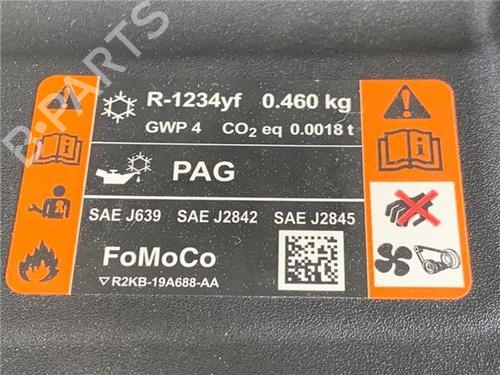 B-PARTS
R-1234yf 0.460 kg
GWP 4 CO₂ eq 0.0018 t
PAG
SAE J639 SAE J2842 SAE J2845
FoMoCo
▽R2KB-19A688-AA